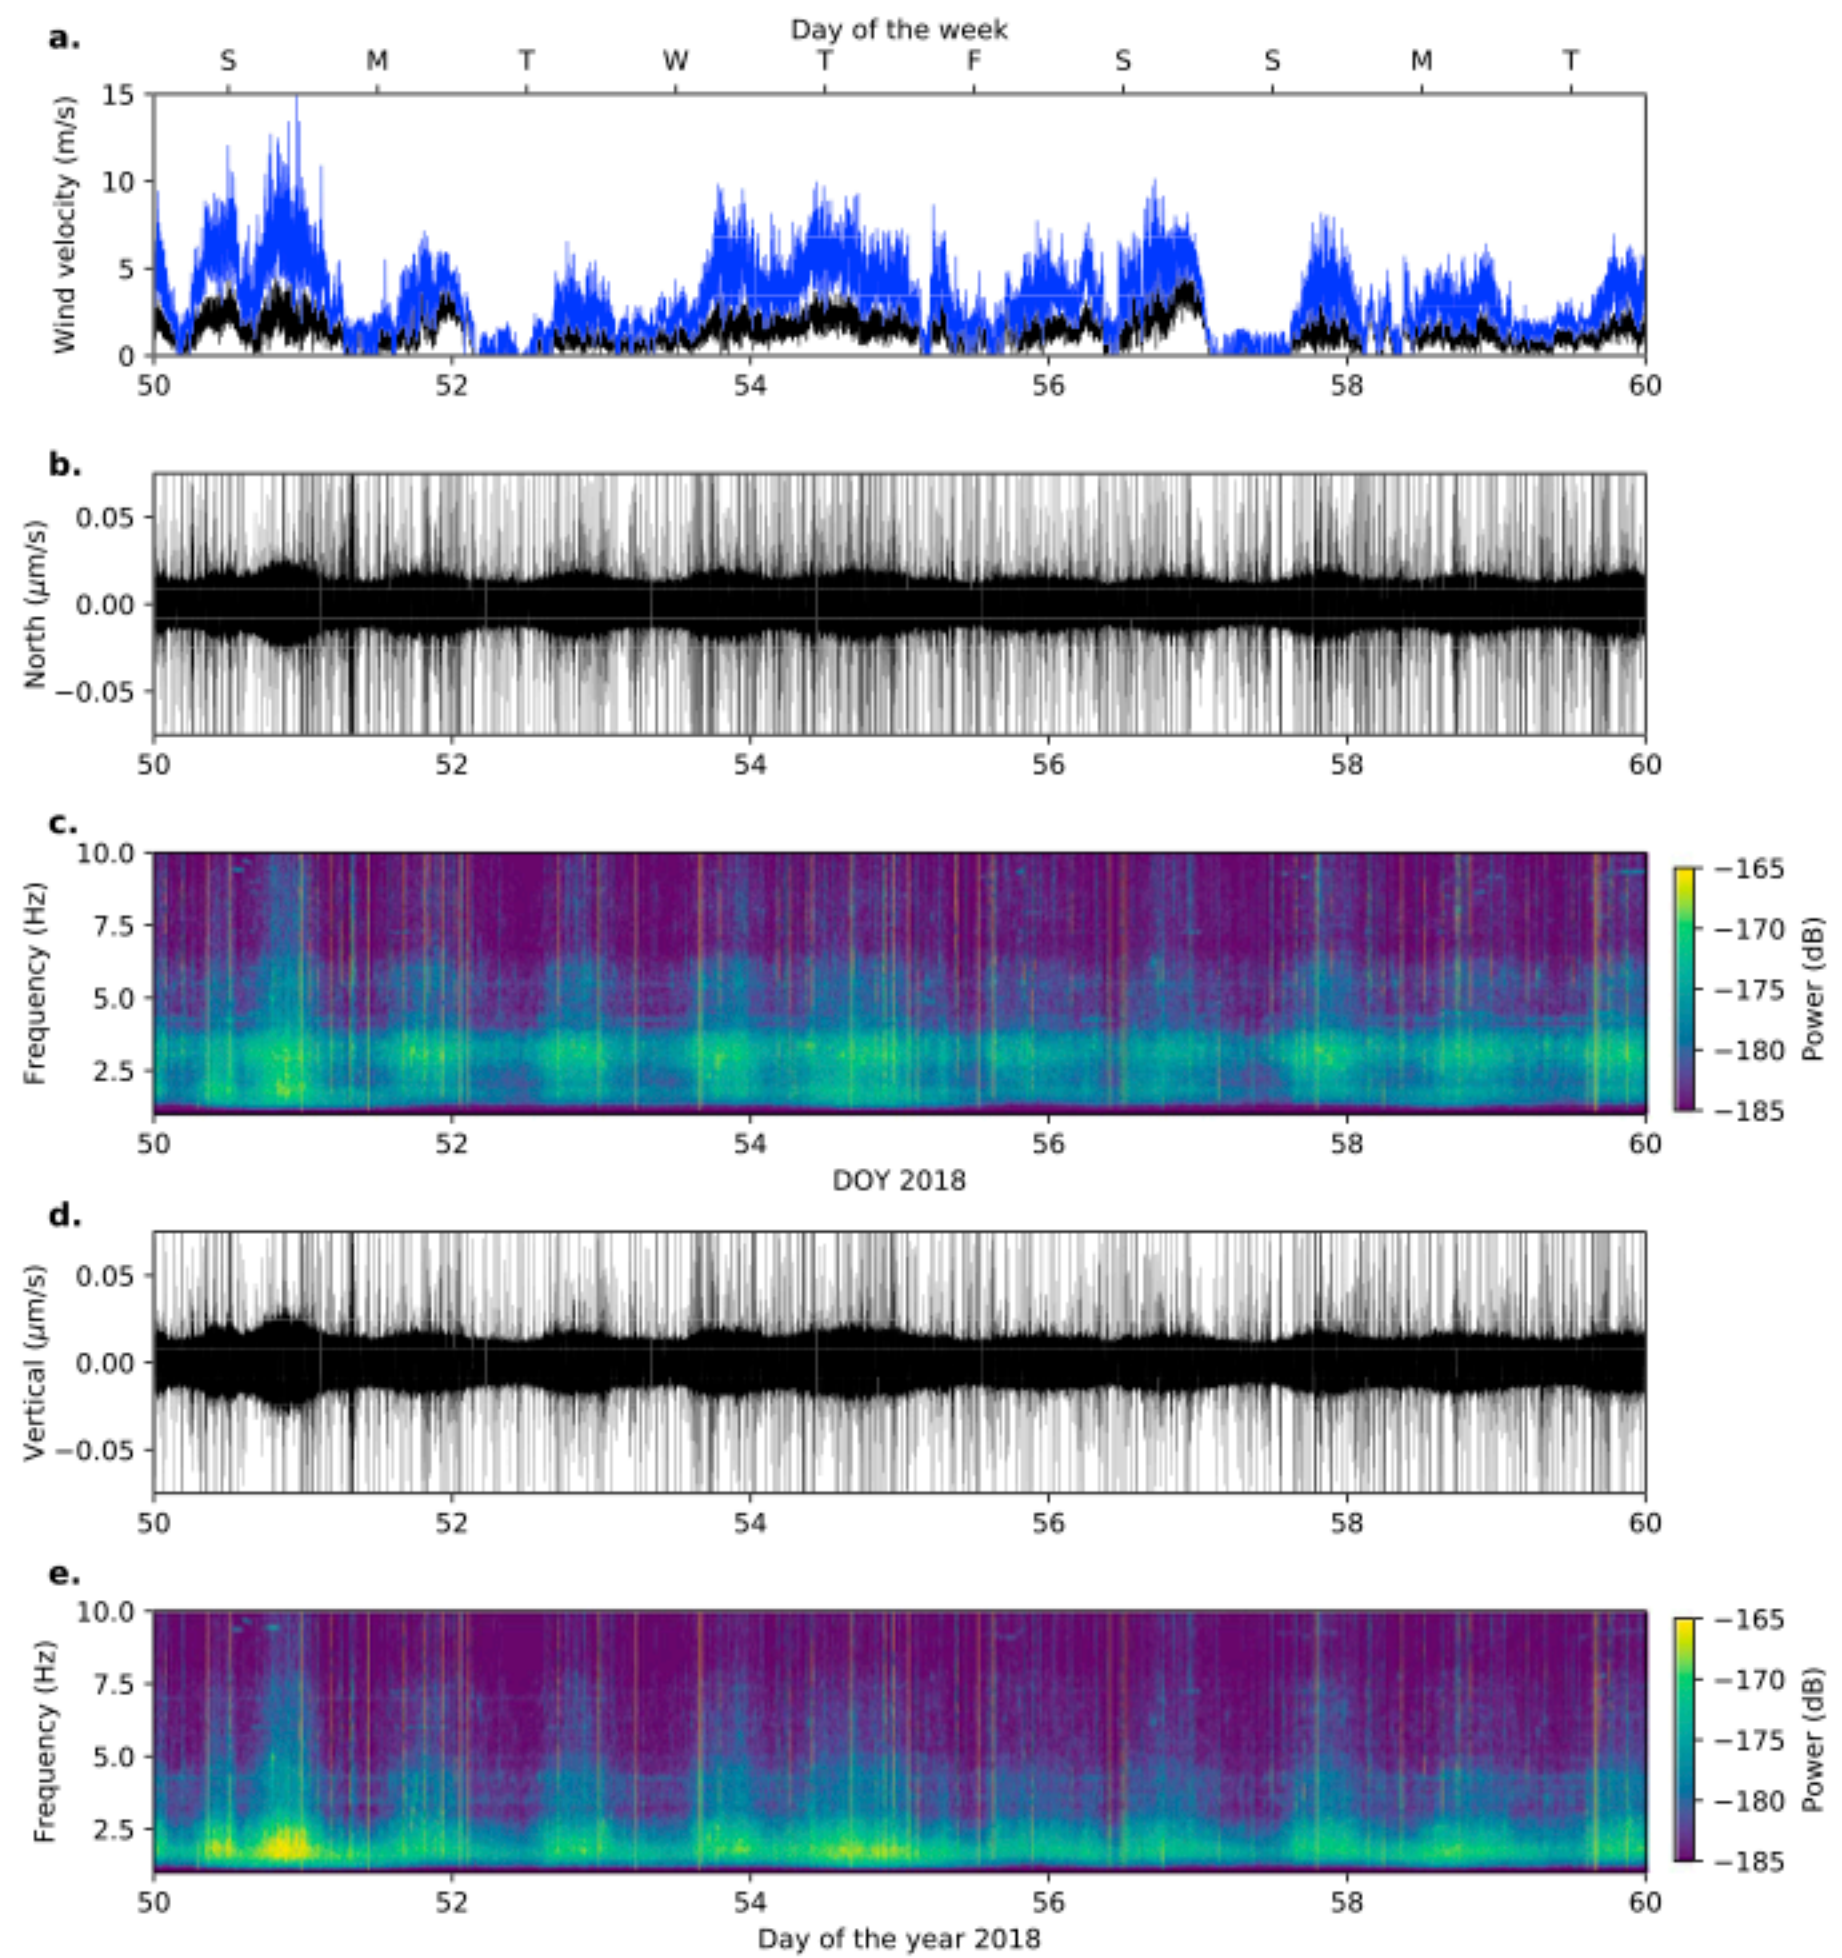 a.
Day of the week
S M T W T F S S M T
Wind velocity (m/s)
15
10
5
0
50 52 54 56 58 60
b.
North (μm/s)
0.05
0.00
−0.05
50 52 54 56 58 60
c.
Frequency (Hz)
10.0
7.5
5.0
2.5
50 52 54 56 58 60
DOY 2018
−165
−170
−175
−180
−185
Power (dB)
d.
Vertical (μm/s)
0.05
0.00
−0.05
50 52 54 56 58 60
e.
Frequency (Hz)
10.0
7.5
5.0
2.5
50 52 54 56 58 60
Day of the year 2018
−165
−170
−175
−180
−185
Power (dB)